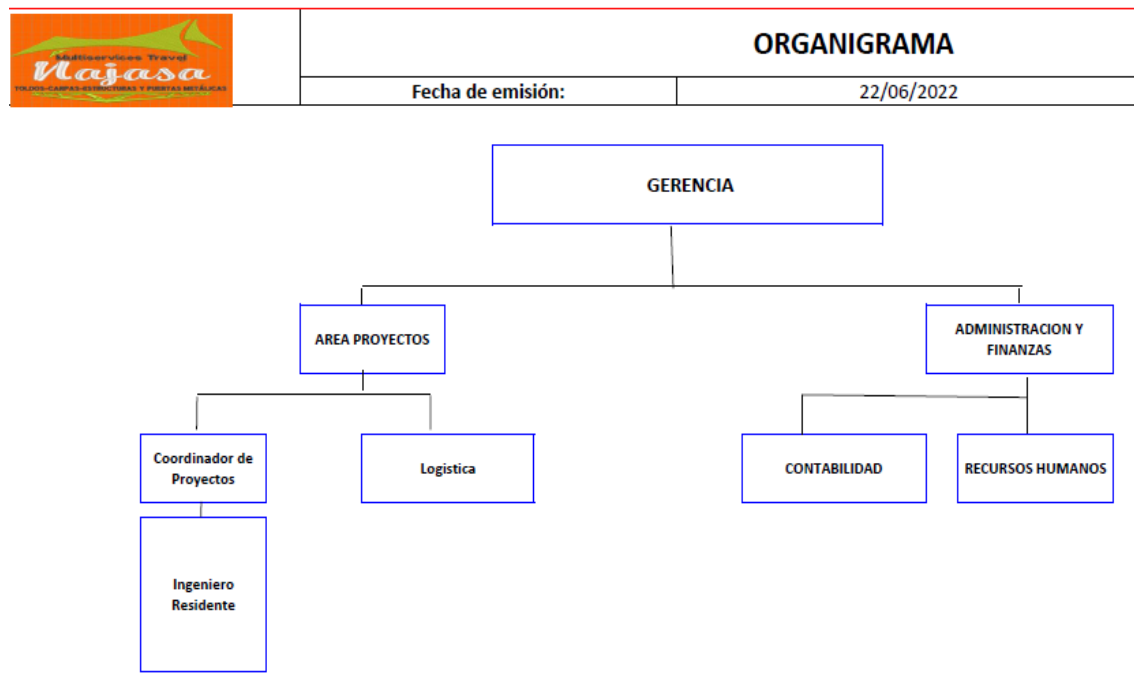 Multiservices Travel
Najasa
TOLDOS-CARPAS-ESTRUCTURAS Y PUERTAS METÁLICAS
ORGANIGRAMA
Fecha de emisión:
22/06/2022
GERENCIA
AREA PROYECTOS
ADMINISTRACION Y
FINANZAS
Coordinador de
Proyectos
Logistica
CONTABILIDAD
RECURSOS HUMANOS
Ingeniero
Residente